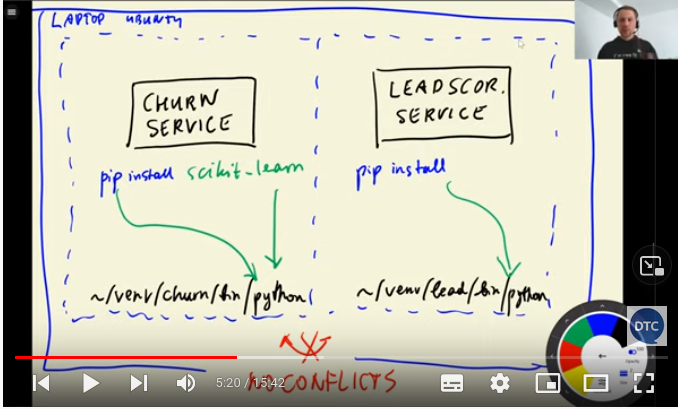 LAPTOP UBUNTU
CHURN
SERVICE
LEADSCOR.
SERVICE
pip install scikit-learn
pip install
~/venv/churn/bin/python
~/venv/lead/bin/python
DTC
5:20 / 15:42
NO CONFLICTS